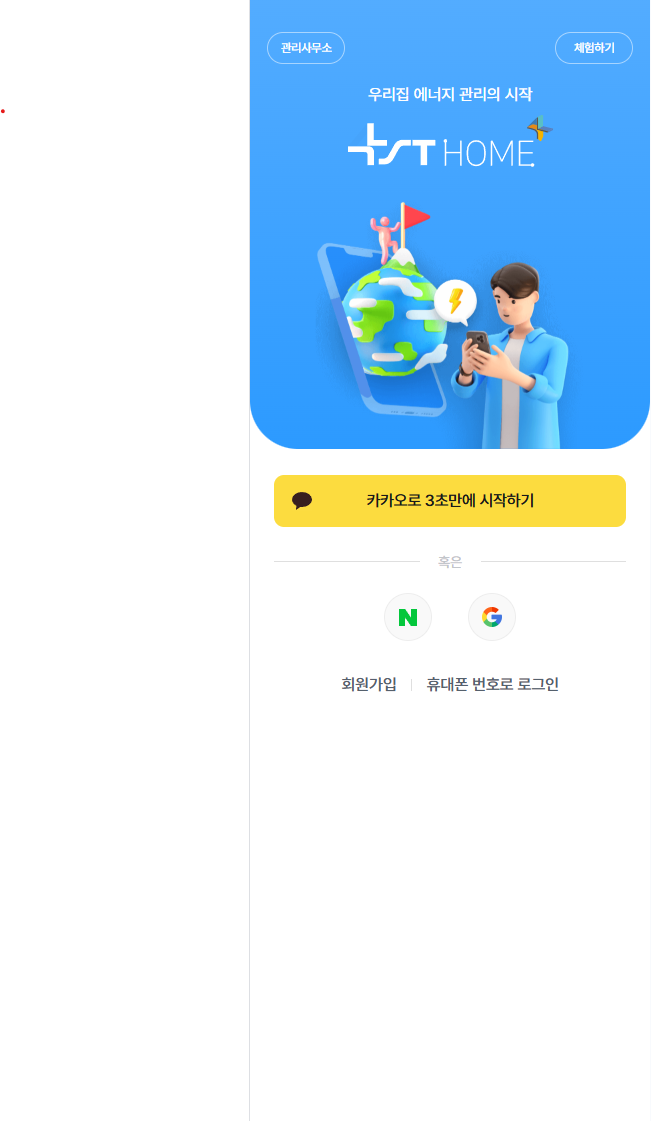 관리사무소
체험하기
우리집 에너지 관리의 시작
HOME
카카오로 3초만에 시작하기
혹은
N
G
회원가입
휴대폰 번호로 로그인